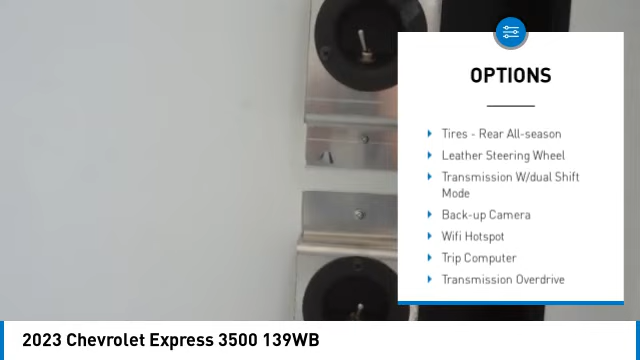 OPTIONS
Tires - Rear All-season
Leather Steering Wheel
Transmission W/dual Shift
Mode
Back-up Camera
Wifi Hotspot
Trip Computer
Transmission Overdrive
2023 Chevrolet Express 3500 139WB